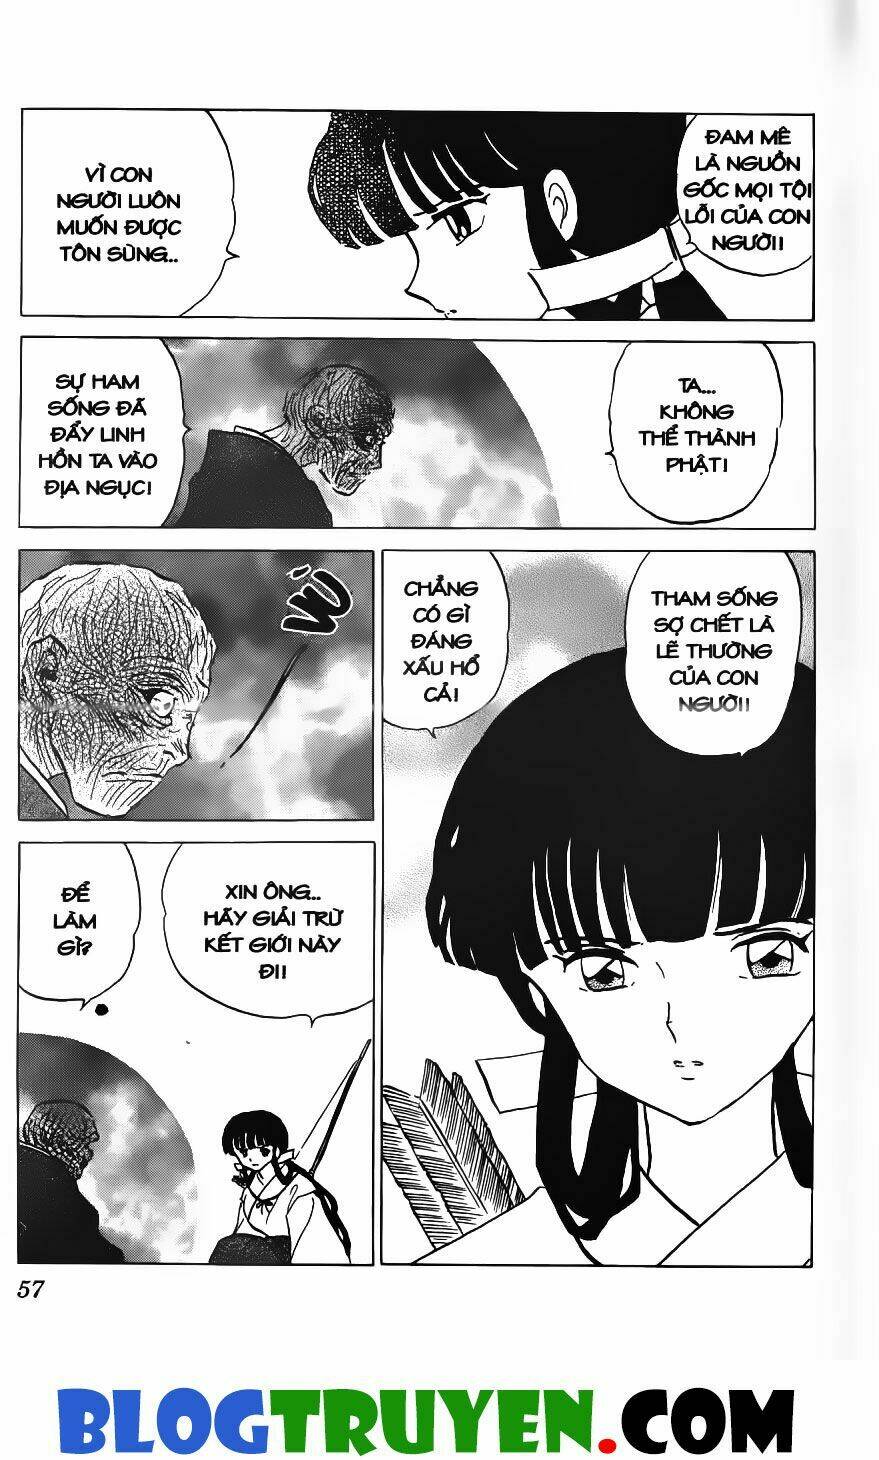 VÌ CON
NGƯỜI LUÔN
MUỐN ĐƯỢC
TÔN SÙNG..
ĐAM MÊ
LÀ NGUỒN
GỐC MỌI TỘI
LỖI CỦA CON
NGƯỜI!
SỰ HAM
SỐNG ĐÃ
ĐẨY LINH
HỒN TA VÀO
ĐỊA NGỤC!
TA...
KHÔNG
THỂ THÀNH
PHẬT!
VÙ
CHẲNG
CÓ GÌ
ĐÁNG
XẤU HỔ
CẢ!
THAM SỐNG
SỢ CHẾT LÀ
LẼ THƯỜNG
CỦA CON
NGƯỜI!
ĐỂ
LÀM
GÌ?
XIN ÔNG..
HÃY GIẢI TRỪ
KẾT GIỚI NÀY
ĐI!
57
BLOGTRUYEN.COM